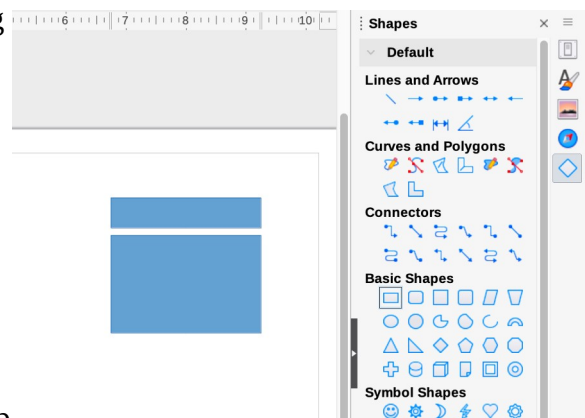 g
6 7 8 9 10
Shapes
Default
Lines and Arrows
Curves and Polygons
Connectors
Basic Shapes
Symbol Shapes